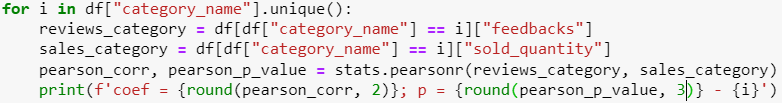 for i in df["category_name"].unique():
    reviews_category = df[df["category_name"] == i]["feedbacks"]
    sales_category = df[df["category_name"] == i]["sold_quantity"]
    pearson_corr, pearson_p_value = stats.pearsonr(reviews_category, sales_category)
    print(f'coef = {round(pearson_corr, 2)}; p = {round(pearson_p_value, 3)} - {i}')